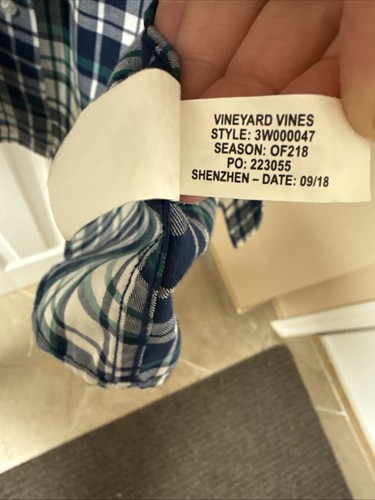 VINEYARD VINES
STYLE: 3W000047
SEASON: OF218
PO: 223055
SHENZHEN – DATE: 09/18